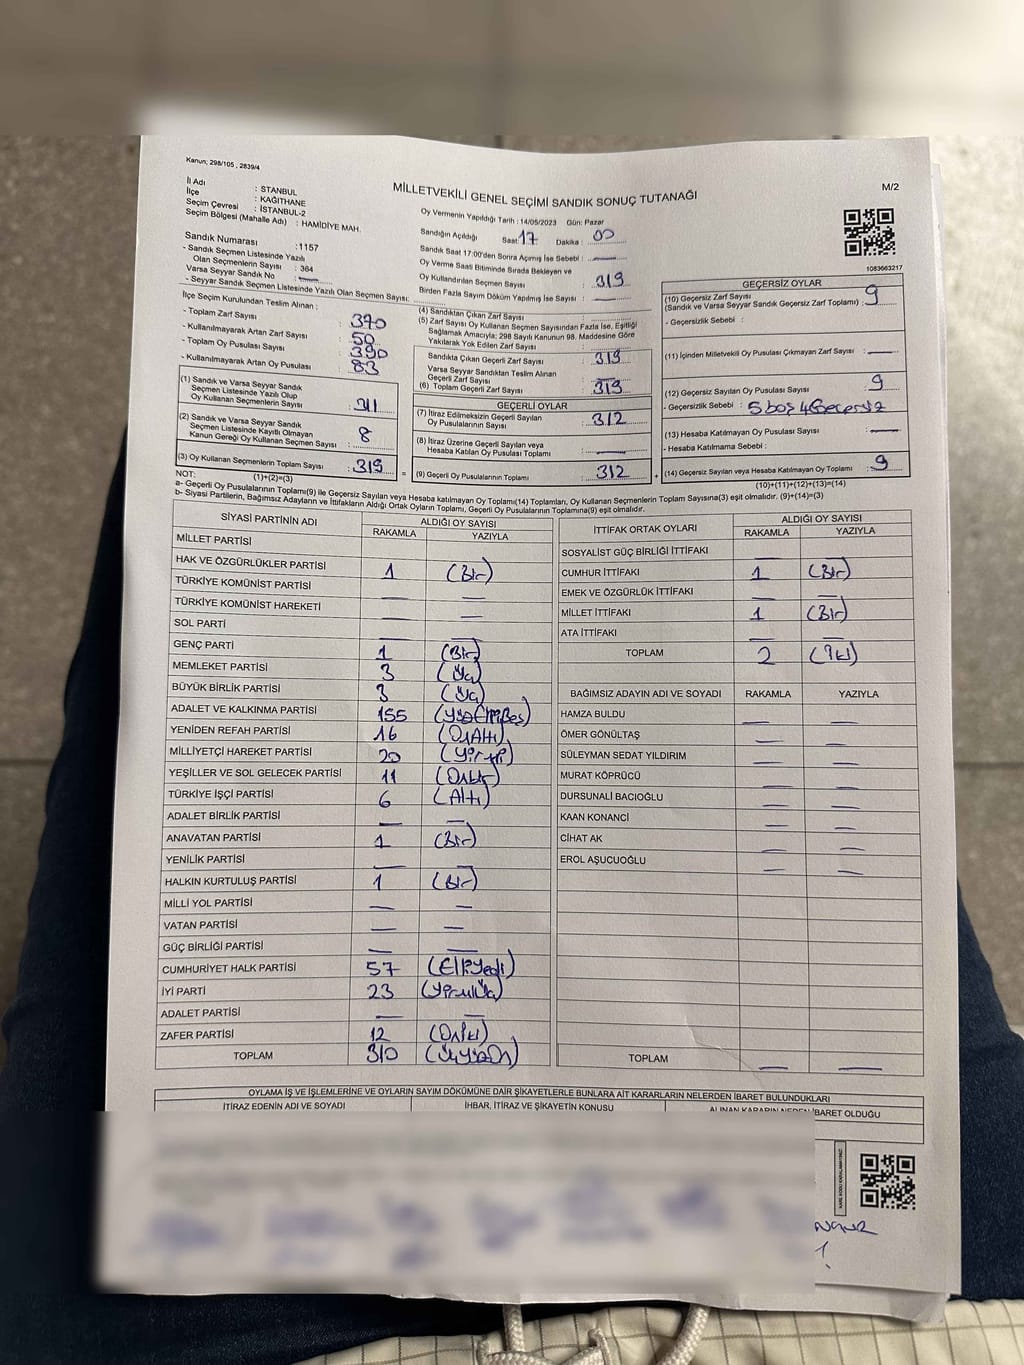 Kanun; 298/105 , 2839/4
MİLLETVEKİLİ GENEL SEÇİMİ SANDIK SONUÇ TUTANAĞI
M/2
İl Adı : İSTANBUL
İlçe : KAĞITHANE
Seçim Çevresi : İSTANBUL-2
Seçim Bölgesi (Mahalle Adı) : HAMİDİYE MAH.
Sandık Numarası :1157
- Sandık Seçmen Listesinde Yazılı
Olan Seçmenlerin Sayısı : 364
Varsa Seyyar Sandık No : —
- Seyyar Sandık Seçmen Listesinde Yazılı Olan Seçmen Sayısı:
İlçe Seçim Kurulundan Teslim Alınan :
- Toplam Zarf Sayısı : 370
- Kullanılmayarak Artan Zarf Sayısı : 50
- Toplam Oy Pusulası Sayısı : 390
- Kullanılmayarak Artan Oy Pusulası : 83
(1) Sandık ve Varsa Seyyar Sandık
Seçmen Listesinde Yazılı Olup
Oy Kullanan Seçmenlerin Sayısı : 311
(2) Sandık ve Varsa Seyyar Sandık
Seçmen Listesinde Kayıtlı Olmayan
Kanun Gereği Oy Kullanan Seçmen Sayısı : 8
(3) Oy Kullanan Seçmenlerin Toplam Sayısı : 319
(1)+(2)=(3)
Oy Vermenin Yapıldığı Tarih : 14/05/2023 Gün: Pazar
Sandığın Açıldığı Saat: 17 Dakika : 00
Sandık Saat 17:00'den Sonra Açılmış İse Sebebi : —
Oy Verme Saati Bitiminde Sırada Bekleyen ve
Oy Kullandırılan Seçmen Sayısı : 319
Birden Fazla Sayım Döküm Yapılmış İse Sayısı : —
(4) Sandıktan Çıkan Zarf Sayısı :
(5) Zarf Sayısı Oy Kullanan Seçmen Sayısından Fazla İse, Eşitliği
Sağlamak Amacıyla; 298 Sayılı Kanunun 98. Maddesine Göre
Yakılarak Yok Edilen Zarf Sayısı :
Sandıkta Çıkan Geçerli Zarf Sayısı : 319
Varsa Seyyar Sandıktan Teslim Alınan
Geçerli Zarf Sayısı : —
(6) Toplam Geçerli Zarf Sayısı : 319
GEÇERLİ OYLAR
(7) İtiraz Edilmeksizin Geçerli Sayılan
Oy Pusulalarının Sayısı : 312
(8) İtiraz Üzerine Geçerli Sayılan veya
Hesaba Katılan Oy Pusulası Toplamı : —
= (9) Geçerli Oy Pusulalarının Toplamı : 312 +
1083663217
GEÇERSİZ OYLAR
(10) Geçersiz Zarf Sayısı
(Sandık ve Varsa Seyyar Sandık Geçersiz Zarf Toplamı) : 9
- Geçersizlik Sebebi :
(11) İçinden Milletvekili Oy Pusulası Çıkmayan Zarf Sayısı : —
(12) Geçersiz Sayılan Oy Pusulası Sayısı : 9
- Geçersizlik Sebebi : 5 boş 4 Geçersiz
(13) Hesaba Katılmayan Oy Pusulası Sayısı : —
- Hesaba Katılmama Sebebi :
(14) Geçersiz Sayılan veya Hesaba Katılmayan Oy Toplamı : 9
(10)+(11)+(12)+(13)=(14)
NOT:
a- Geçerli Oy Pusulalarının Toplamı(9) ile Geçersiz Sayılan veya Hesaba katılmayan Oy Toplamı(14) Toplamları, Oy Kullanan Seçmenlerin Toplam Sayısına(3) eşit olmalıdır. (9)+(14)=(3)
b- Siyasi Partilerin, Bağımsız Adayların ve İttifakların Aldığı Ortak Oyların Toplamı, Geçerli Oy Pusulalarının Toplamına(9) eşit olmalıdır.
SİYASİ PARTİNİN ADI ALDIĞI OY SAYISI
RAKAMLA YAZIYLA
MİLLET PARTİSİ
HAK VE ÖZGÜRLÜKLER PARTİSİ 1 (Bir)
TÜRKİYE KOMÜNİST PARTİSİ — —
TÜRKİYE KOMÜNİST HAREKETİ — —
SOL PARTİ — —
GENÇ PARTİ 1 (Bir)
MEMLEKET PARTİSİ 3 (Üç)
BÜYÜK BİRLİK PARTİSİ 3 (Üç)
ADALET VE KALKINMA PARTİSİ 155 (YüzElliBeş)
YENİDEN REFAH PARTİSİ 16 (OnAltı)
MİLLİYETÇİ HAREKET PARTİSİ 20 (Yirmi)
YEŞİLLER VE SOL GELECEK PARTİSİ 11 (Onbir)
TÜRKİYE İŞÇİ PARTİSİ 6 (Altı)
ADALET BİRLİK PARTİSİ — —
ANAVATAN PARTİSİ 1 (Bir)
YENİLİK PARTİSİ — —
HALKIN KURTULUŞ PARTİSİ 1 (Bir)
MİLLİ YOL PARTİSİ — —
VATAN PARTİSİ — —
GÜÇ BİRLİĞİ PARTİSİ — —
CUMHURİYET HALK PARTİSİ 57 (Elliyedi)
İYİ PARTİ 23 (Yirmiüç)
ADALET PARTİSİ — —
ZAFER PARTİSİ 12 (Oniki)
TOPLAM 310 (Üçyüzon)
İTTİFAK ORTAK OYLARI ALDIĞI OY SAYISI
RAKAMLA YAZIYLA
SOSYALİST GÜÇ BİRLİĞİ İTTİFAKI — —
CUMHUR İTTİFAKI 1 (Bir)
EMEK VE ÖZGÜRLÜK İTTİFAKI — —
MİLLET İTTİFAKI 1 (Bir)
ATA İTTİFAKI — —
TOPLAM 2 (İki)
BAĞIMSIZ ADAYIN ADI VE SOYADI RAKAMLA YAZIYLA
HAMZA BULDU — —
ÖMER GÖNÜLTAŞ — —
SÜLEYMAN SEDAT YILDIRIM — —
MURAT KÖPRÜCÜ — —
DURSUNALİ BACIOĞLU — —
KAAN KONANCİ — —
CİHAT AK — —
EROL AŞUCUOĞLU — —
TOPLAM — —
OYLAMA İŞ VE İŞLEMLERİNE VE OYLARIN SAYIM DÖKÜMÜNE DAİR ŞİKAYETLERLE BUNLARA AİT KARARLARIN NELERDEN İBARET BULUNDUKLARI
İTİRAZ EDENİN ADI VE SOYADI İHBAR, İTİRAZ VE ŞİKAYETİN KONUSU ALINAN KARARIN NEDEN İBARET OLDUĞU